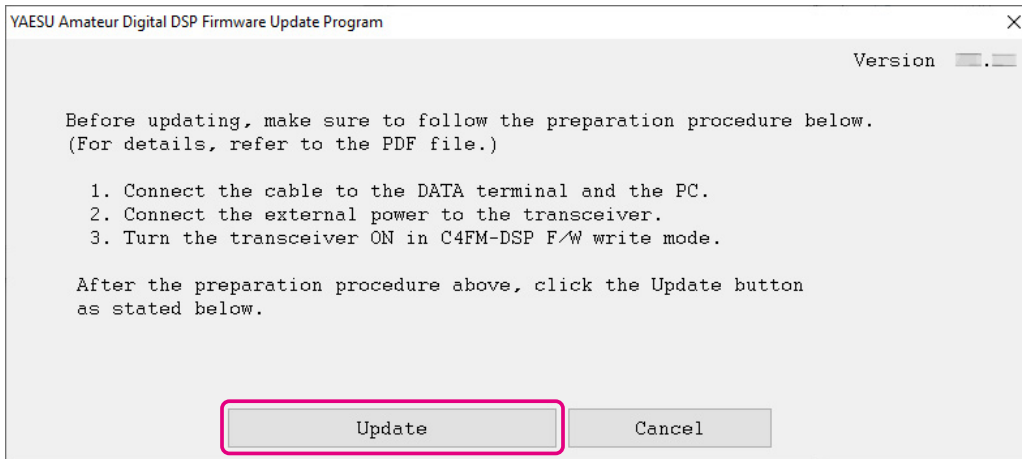 YAESU Amateur Digital DSP Firmware Update Program
Version
Before updating, make sure to follow the preparation procedure below.
(For details, refer to the PDF file.)
1. Connect the cable to the DATA terminal and the PC.
2. Connect the external power to the transceiver.
3. Turn the transceiver ON in C4FM-DSP F/W write mode.
After the preparation procedure above, click the Update button
as stated below.
Update Cancel